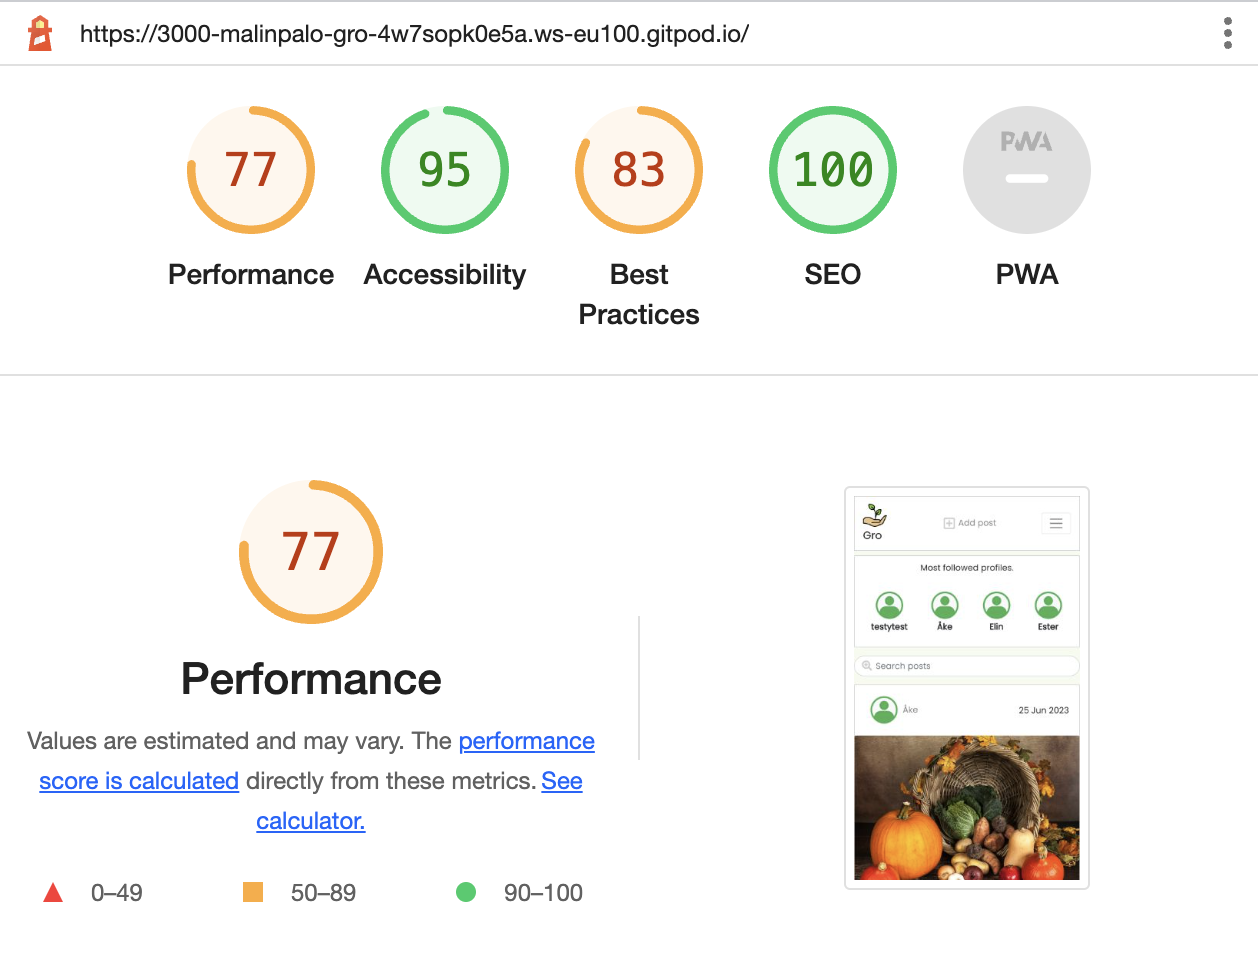 https://3000-malinpalo-gro-4w7sopk0e5a.ws-eu100.gitpod.io/
77
95
83
100
PWA
Performance
Accessibility
Best
Practices
SEO
PWA
77
Performance
Values are estimated and may vary. The performance
score is calculated directly from these metrics. See
calculator.
0–49
50–89
90–100
Gro
Add post
Most followed profiles.
testytest
Åke
Elin
Ester
Search posts
Åke
25 Jun 2023